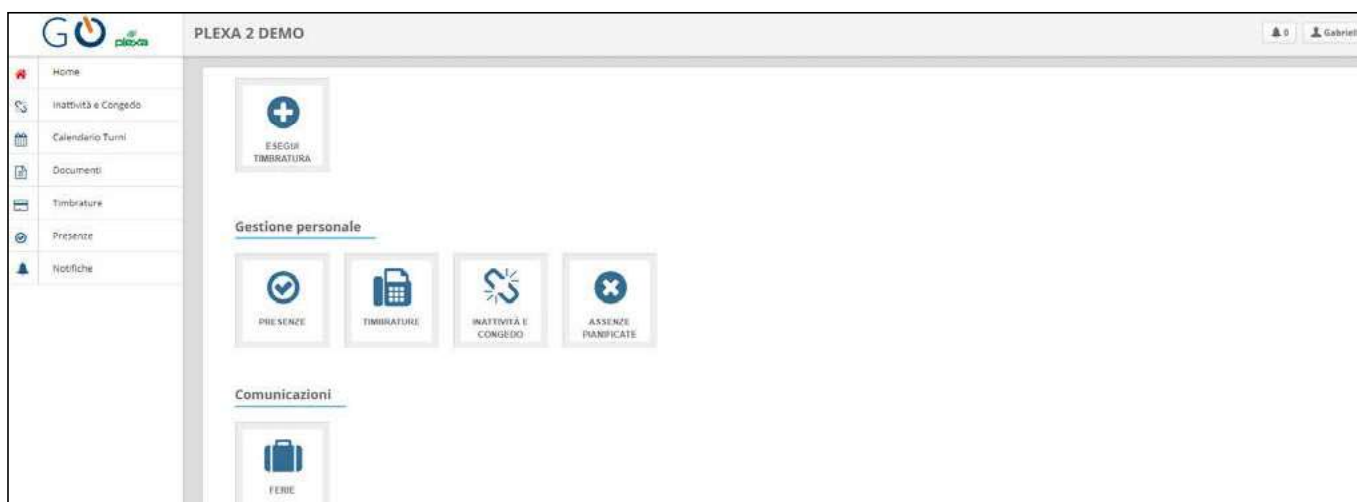 GO plexa
PLEXA 2 DEMO
0
Gabriell
Home
Inattività e Congedo
Calendario Turni
Documenti
Timbrature
Presenze
Notifiche
ESEGUI
TIMBRATURA
Gestione personale
PRESENZE
TIMBRATURE
INATTIVITÀ E
CONGEDO
ASSENZE
PIANIFICATE
Comunicazioni
FERIE